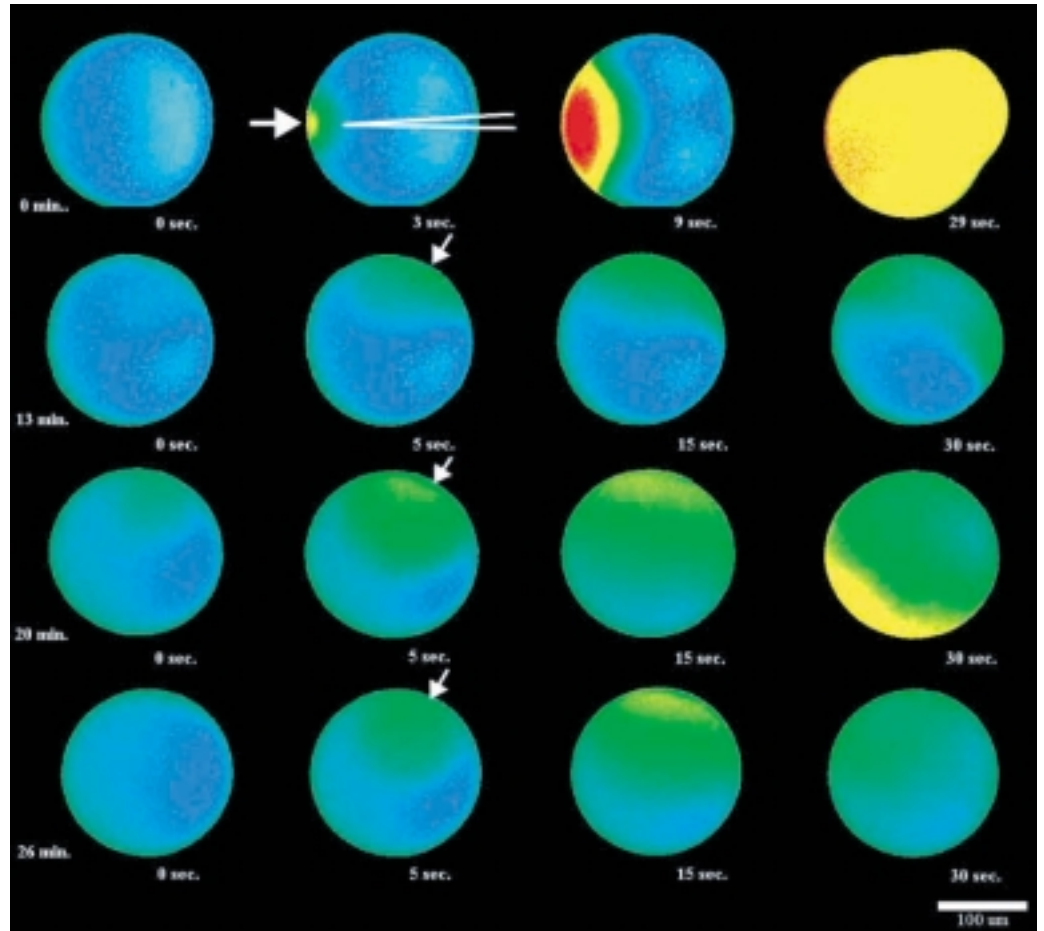 0 min..
0 sec. 3 sec. 9 sec. 29 sec.
13 min.
0 sec. 5 sec. 15 sec. 30 sec.
20 min.
0 sec. 5 sec. 15 sec. 30 sec.
26 min.
0 sec. 5 sec. 15 sec. 30 sec.
100 um